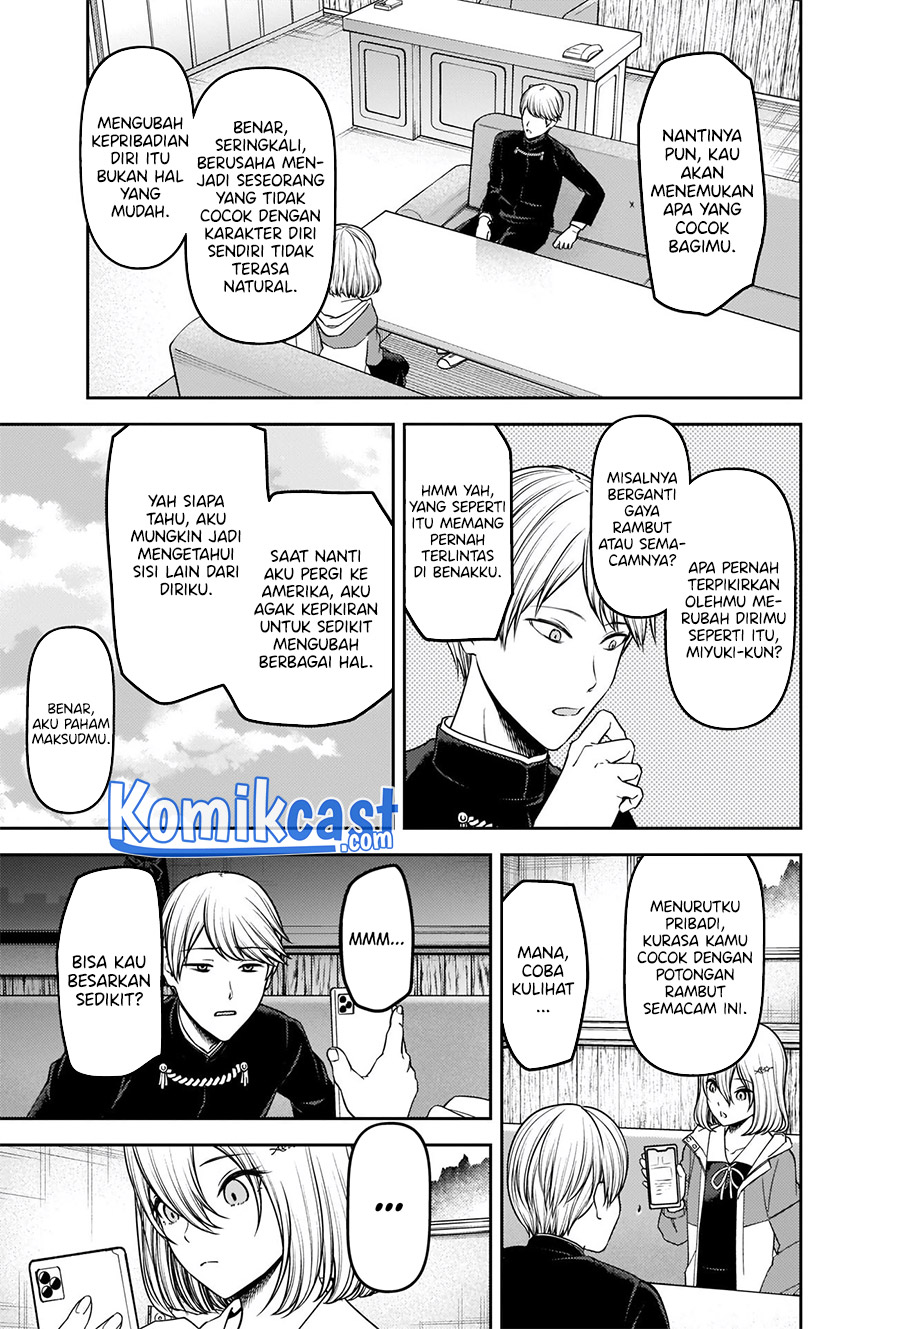 NANTINYA
PUN, KAU
AKAN
MENEMUKAN
APA YANG
COCOK
BAGIMU.
BENAR,
SERINGKALI,
BERUSAHA MEN-
JADI SESEORANG
YANG TIDAK
COCOK DENGAN
KARAKTER DIRI
SENDIRI TIDAK
TERASA
NATURAL.
MENGUBAH
KEPRIBADIAN
DIRI ITU
BUKAN HAL
YANG
MUDAH.
APA PERNAH
TERPIKIRKAN
OLEHMU ME-
RUBAH DIRIMU
SEPERTI ITU,
MIYUKI-KUN?
MISALNYA
BERGANTI
GAYA
RAMBUT
ATAU SEMA-
CAMNYA?
HMM YAH,
YANG SEPERTI
ITU MEMANG
PERNAH
TERLINTAS
DI BENAKKU.
SAAT NANTI
AKU PERGI KE
AMERIKA, AKU
AGAK KEPIKIRAN
UNTUK SEDIKIT
MENGUBAH
BERBAGAI HAL.
YAH SIAPA
TAHU, AKU
MUNGKIN JADI
MENGETAHUI
SISI LAIN DARI
DIRIKU.
BENAR,
AKU PAHAM
MAKSUDMU.
Komikcast
.com
MENURUTKU
PRIBADI,
KURASA KAMU
COCOK DENGAN
POTONGAN
RAMBUT
SEMACAM INI.
MANA,
COBA
KULIHAT
...
MMM...
BISA KAU
BESARKAN
SEDIKIT?
...